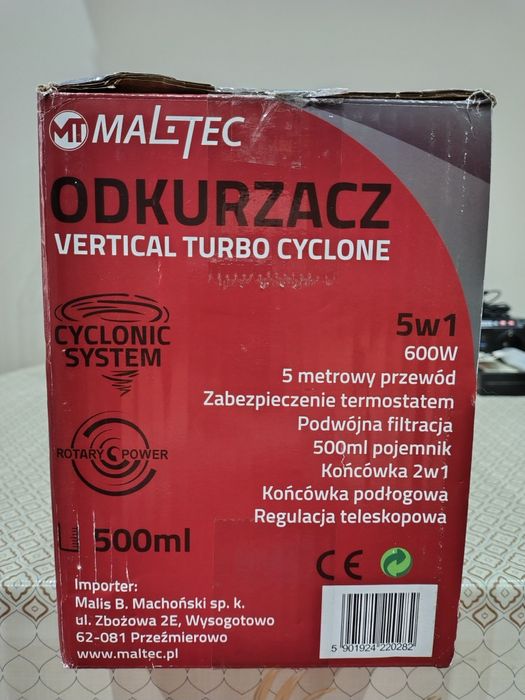 MT MALTEC
ODKURZACZ
VERTICAL TURBO CYCLONE
CYCLONIC
SYSTEM
ROTARY POWER
500ml
5w1
600W
5 metrowy przewód
Zabezpieczenie termostatem
Podwójna filtracja
500ml pojemnik
Końcówka 2w1
Końcówka podłogowa
Regulacja teleskopowa
CE
Importer:
Malis B. Machoński sp. k.
ul. Zbożowa 2E, Wysogotowo
62-081 Przeźmierowo
www.maltec.pl
5 901924 220282